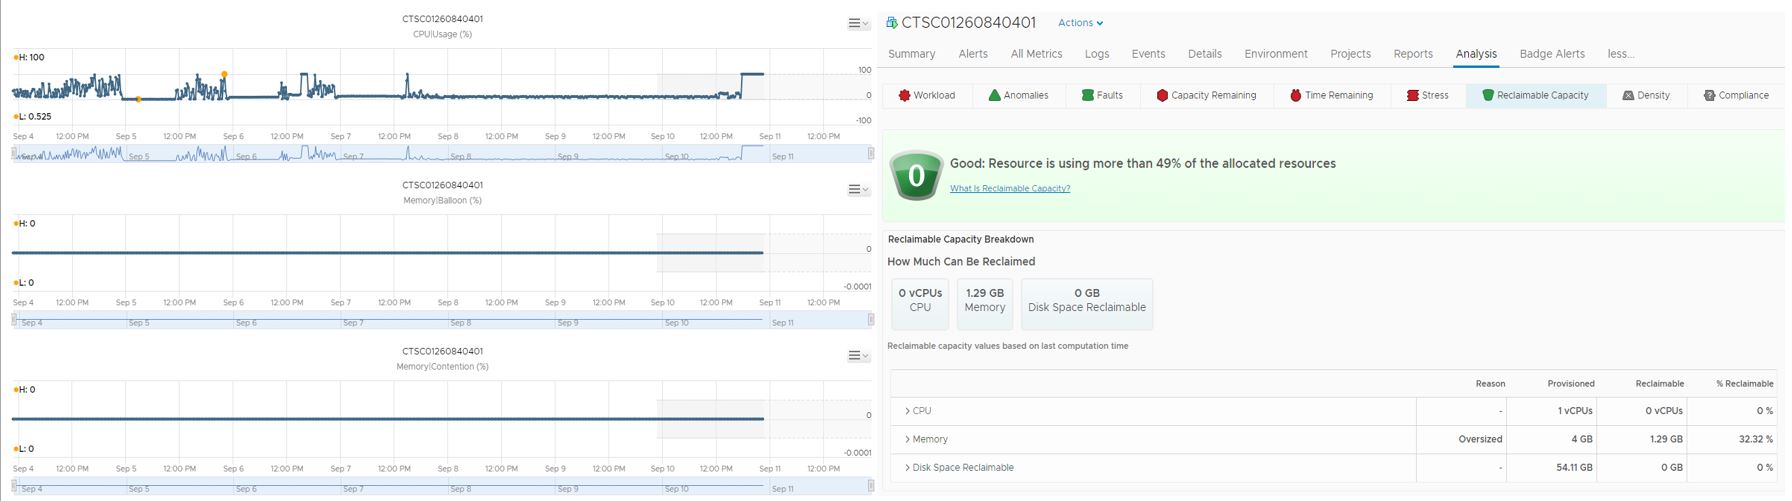 CTSC01260840401
CPU|Usage (%)
H: 100
L: 0.525
100
0
-100
Sep 4 12:00 PM Sep 5 12:00 PM Sep 6 12:00 PM Sep 7 12:00 PM Sep 8 12:00 PM Sep 9 12:00 PM Sep 10 12:00 PM Sep 11 12:00 PM
Sep 5 Sep 6 Sep 7 Sep 8 Sep 9 Sep 10 Sep 11
CTSC01260840401
Memory|Balloon (%)
H: 0
L: 0
0
-0.0001
Sep 4 12:00 PM Sep 5 12:00 PM Sep 6 12:00 PM Sep 7 12:00 PM Sep 8 12:00 PM Sep 9 12:00 PM Sep 10 12:00 PM Sep 11 12:00 PM
Sep 4 Sep 5 Sep 6 Sep 7 Sep 8 Sep 9 Sep 10 Sep 11
CTSC01260840401
Memory|Contention (%)
H: 0
L: 0
0
-0.0001
Sep 4 12:00 PM Sep 5 12:00 PM Sep 6 12:00 PM Sep 7 12:00 PM Sep 8 12:00 PM Sep 9 12:00 PM Sep 10 12:00 PM Sep 11 12:00 PM
Sep 4 Sep 5 Sep 6 Sep 7 Sep 8 Sep 9 Sep 10 Sep 11
CTSC01260840401 Actions
Summary Alerts All Metrics Logs Events Details Environment Projects Reports Analysis Badge Alerts less...
Workload Anomalies Faults Capacity Remaining Time Remaining Stress Reclaimable Capacity Density Compliance
0
Good: Resource is using more than 49% of the allocated resources
What Is Reclaimable Capacity?
Reclaimable Capacity Breakdown
How Much Can Be Reclaimed
0 vCPUs 1.29 GB 0 GB
CPU Memory Disk Space Reclaimable
Reclaimable capacity values based on last computation time
Reason Provisioned Reclaimable % Reclaimable
CPU - 1 vCPUs 0 vCPUs 0 %
Memory Oversized 4 GB 1.29 GB 32.32 %
Disk Space Reclaimable - 54.11 GB 0 GB 0 %